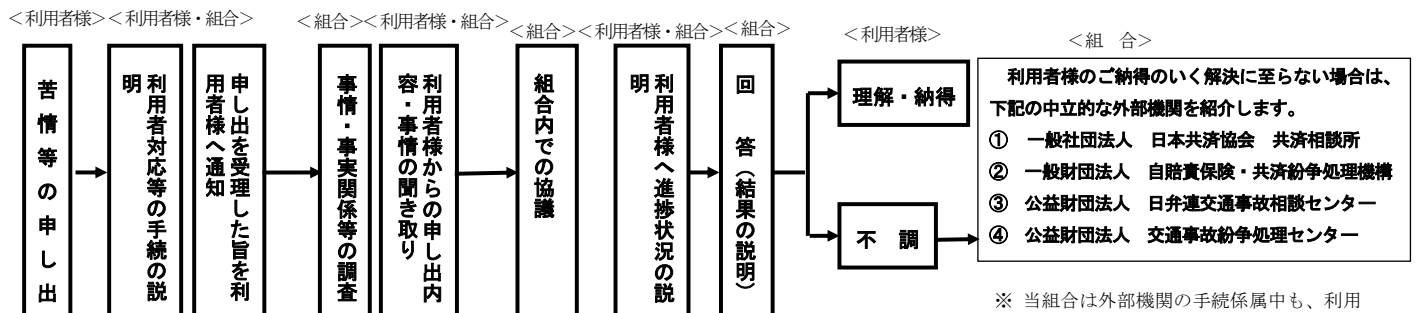 ＜利用者様＞
＜利用者様・組合＞
＜組合＞
＜利用者様・組合＞
＜組合＞
＜利用者様・組合＞
＜組合＞
＜利用者様＞
＜組　合＞
苦情等の申し出
利用者対応等の手続の説
明
申し出を受理した旨を利
用者様へ通知
事情・事実関係等の調査
利用者様からの申し出内
容・事情の聞き取り
組合内での協議
利用者様へ進捗状況の説
明
回　答（結果の説明）
理解・納得
不　調
利用者様のご納得のいく解決に至らない場合は、
下記の中立的な外部機関を紹介します。
①　一般社団法人　日本共済協会　共済相談所
②　一般財団法人　自賠責保険・共済紛争処理機構
③　公益財団法人　日弁連交通事故相談センター
④　公益財団法人　交通事故紛争処理センター
※ 当組合は外部機関の手続係属中も、利用